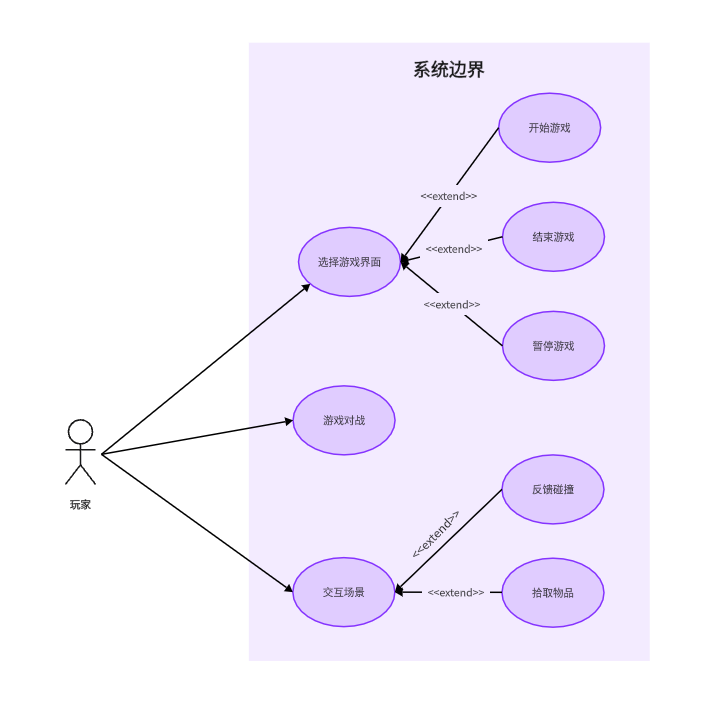 系统边界
开始游戏
<<extend>>
结束游戏
<<extend>>
选择游戏界面
<<extend>>
暂停游戏
游戏对战
玩家
反馈碰撞
<<extend>>
交互场景
<<extend>>
拾取物品